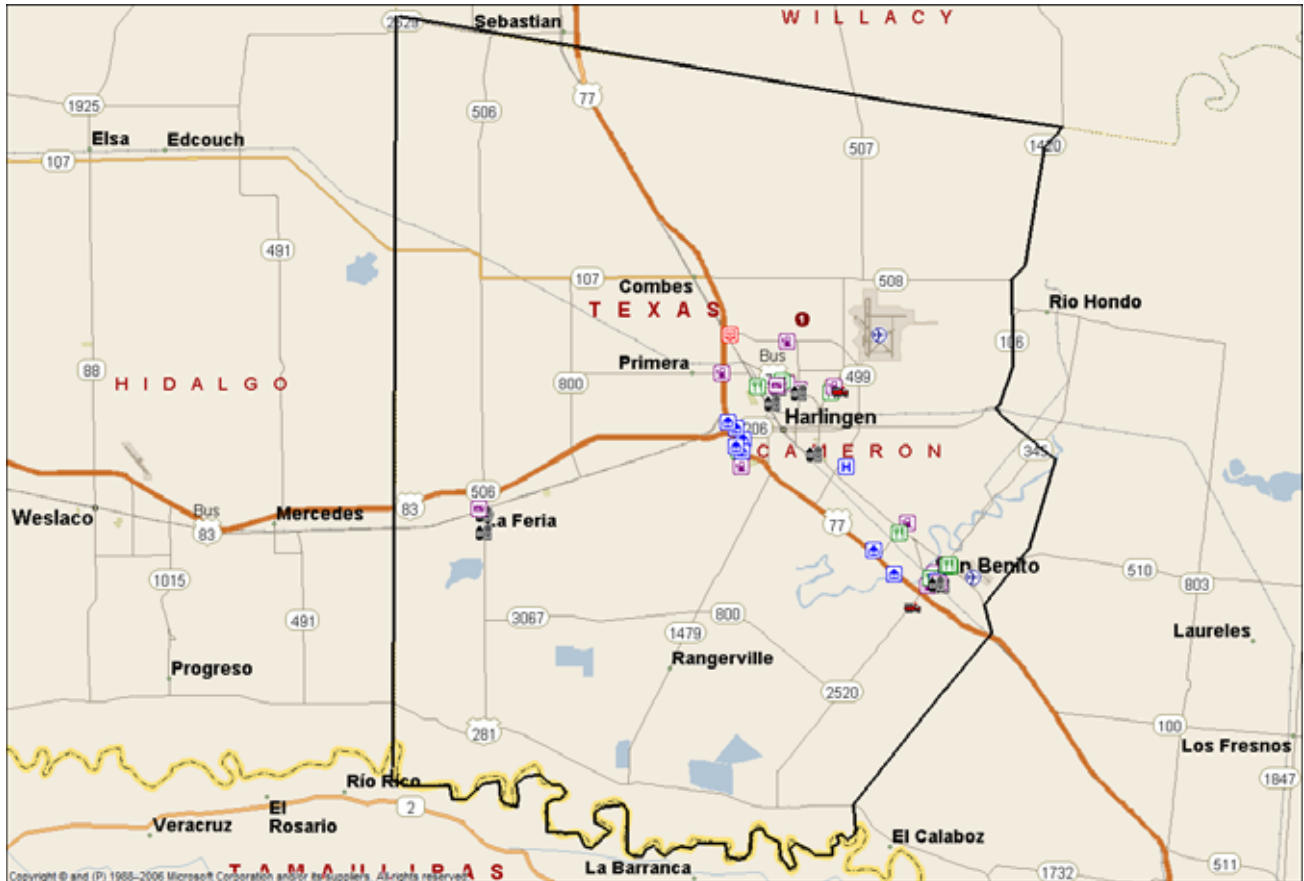 WILLACY
2629
Sebastian
77
1925
506
Elsa
Edcouch
507
1420
107
491
107
508
Combes
Rio Hondo
TEXAS
106
Bus
Primera
88
HIDALGO
800
499
Harlingen
206
CAMERON
345
506
83
Weslaco
Bus
Mercedes
La Feria
83
77
H
San Benito
1015
510
803
491
3067
800
1479
Laureles
Progreso
Rangerville
2520
281
100
Los Fresnos
Río Rico
1847
2
El
Rosario
Veracruz
El Calaboz
TAMAULIPAS
La Barranca
1732
511
Copyright © and (P) 1988–2006 Microsoft Corporation and/or its suppliers. All rights reserved.